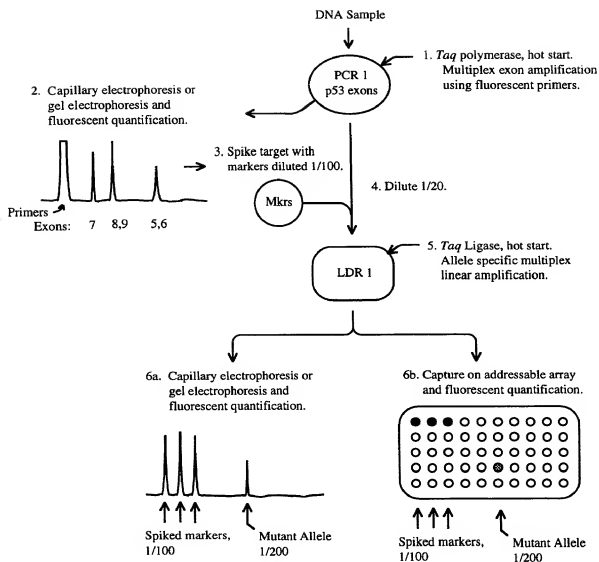 DNA Sample
PCR 1
p53 exons
1. Taq polymerase, hot start.
Multiplex exon amplification
using fluorescent primers.
2. Capillary electrophoresis or
gel electrophoresis and
fluorescent quantification.
Primers
Exons: 7 8,9 5,6
3. Spike target with
markers diluted 1/100.
Mkrs
4. Dilute 1/20.
LDR 1
5. Taq Ligase, hot start.
Allele specific multiplex
linear amplification.
6a. Capillary electrophoresis or
gel electrophoresis and
fluorescent quantification.
Spiked markers,
1/100
Mutant Allele
1/200
6b. Capture on addressable array
and fluorescent quantification.
Spiked markers,
1/100
Mutant Allele
1/200